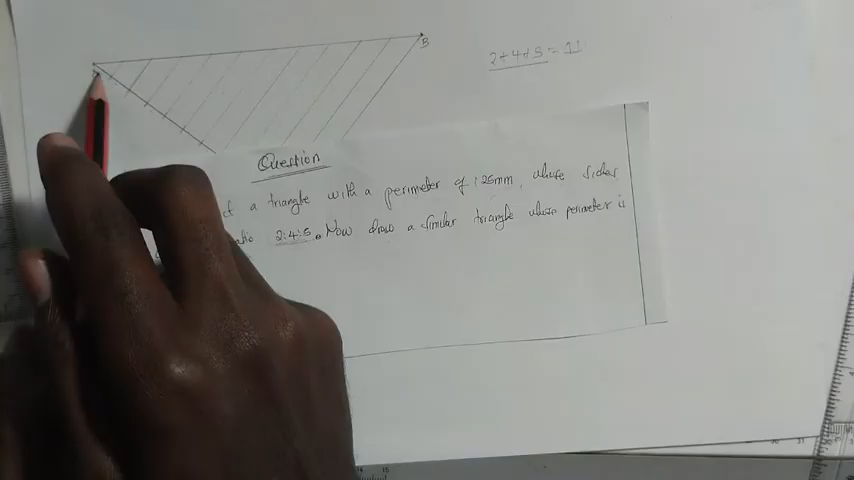 B
2+4+5=11
Question
a triangle with a perimeter of 125mm, whose sides
ratio 2:4:5. Now draw a similar triangle whose perimeter is